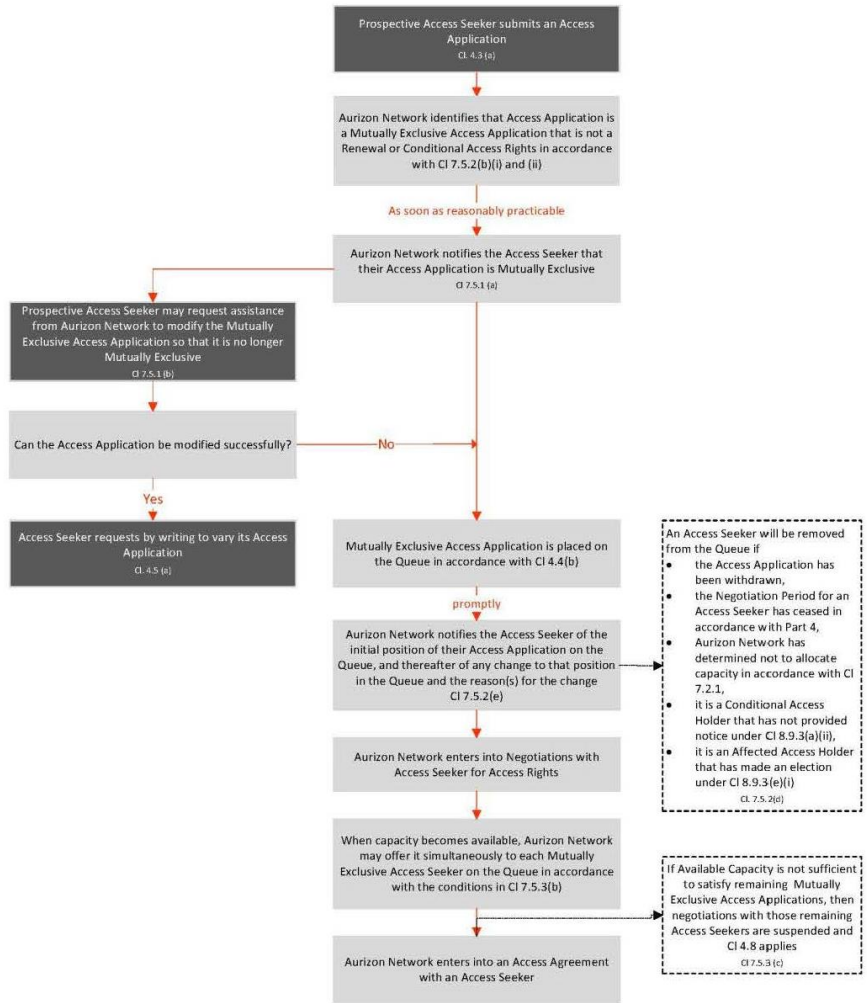 Prospective Access Seeker submits an Access
Application
Cl. 4.3 (a)
Aurizon Network identifies that Access Application is
a Mutually Exclusive Access Application that is not a
Renewal or Conditional Access Rights in accordance
with Cl 7.5.2(b)(i) and (ii)
As soon as reasonably practicable
Aurizon Network notifies the Access Seeker that
their Access Application is Mutually Exclusive
Cl 7.5.1 (a)
Prospective Access Seeker may request assistance
from Aurizon Network to modify the Mutually
Exclusive Access Application so that it is no longer
Mutually Exclusive
Cl 7.5.1 (b)
Can the Access Application be modified successfully?
No
Yes
Access Seeker requests by writing to vary its Access
Application
Cl. 4.5 (a)
Mutually Exclusive Access Application is placed on
the Queue in accordance with Cl 4.4(b)
promptly
Aurizon Network notifies the Access Seeker of the
initial position of their Access Application on the
Queue, and thereafter of any change to that position
in the Queue and the reason(s) for the change
Cl 7.5.2(e)
An Access Seeker will be removed
from the Queue if
• the Access Application has
been withdrawn,
• the Negotiation Period for an
Access Seeker has ceased in
accordance with Part 4,
• Aurizon Network has
determined not to allocate
capacity in accordance with Cl
7.2.1,
• it is a Conditional Access
Holder that has not provided
notice under Cl 8.9.3(a)(ii),
• it is an Affected Access Holder
that has made an election
under Cl 8.9.3(e)(i)
Cl. 7.5.2(d)
Aurizon Network enters into Negotiations with
Access Seeker for Access Rights
When capacity becomes available, Aurizon Network
may offer it simultaneously to each Mutually
Exclusive Access Seeker on the Queue in accordance
with the conditions in Cl 7.5.3(b)
If Available Capacity is not sufficient
to satisfy remaining Mutually
Exclusive Access Applications, then
negotiations with those remaining
Access Seekers are suspended and
Cl 4.8 applies
Cl 7.5.3 (c)
Aurizon Network enters into an Access Agreement
with an Access Seeker